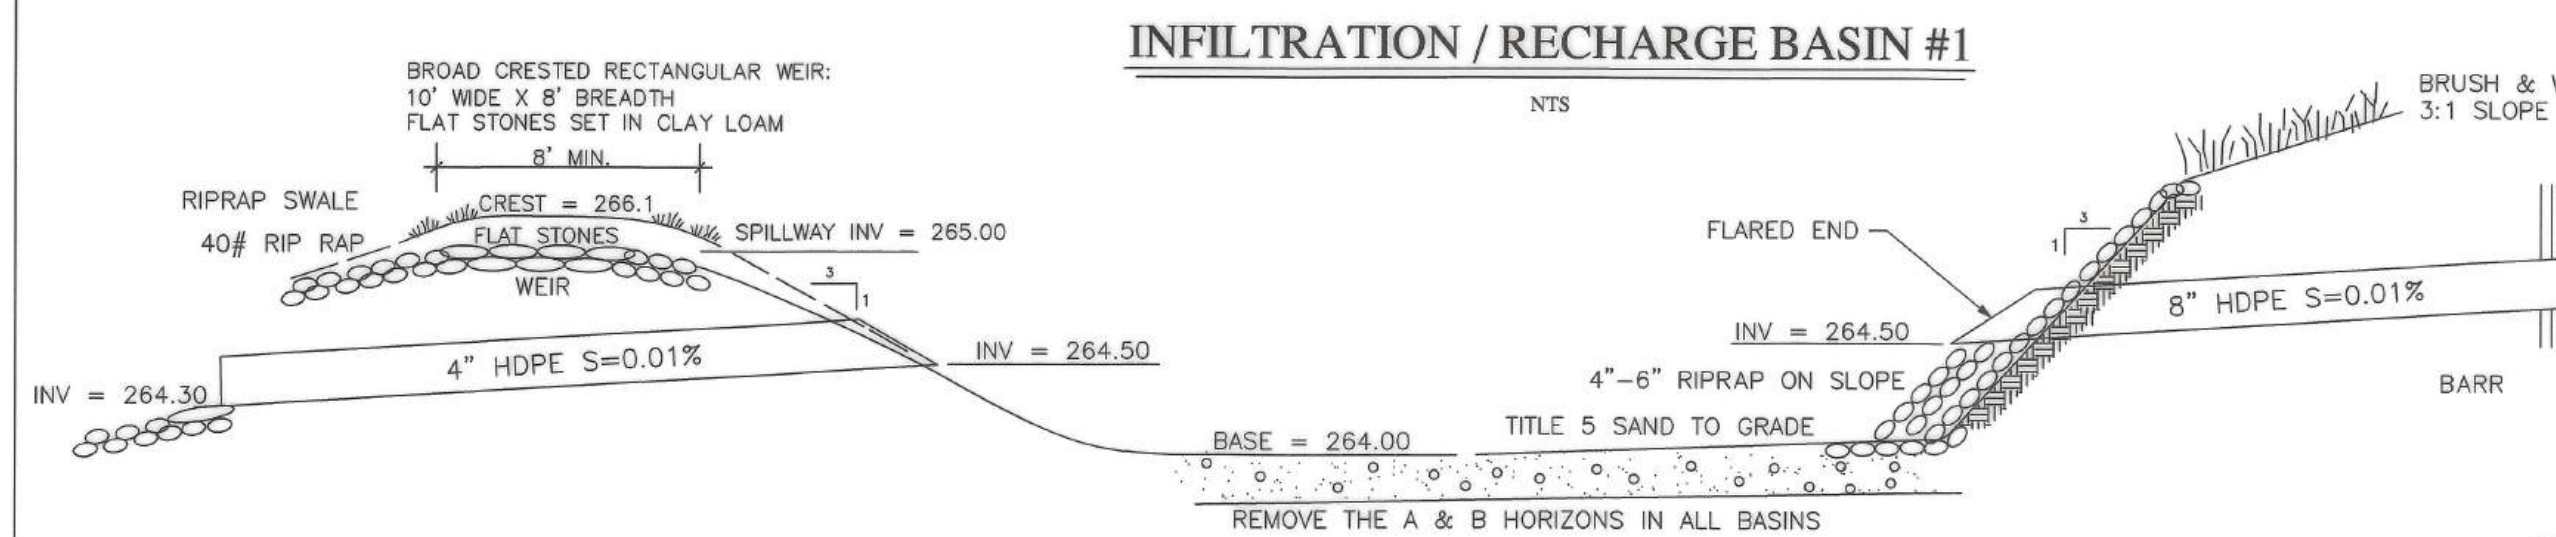 INFILTRATION / RECHARGE BASIN #1
NTS
BROAD CRESTED RECTANGULAR WEIR:
10' WIDE X 8' BREADTH
FLAT STONES SET IN CLAY LOAM
8' MIN.
RIPRAP SWALE
40# RIP RAP
CREST = 266.1
FLAT STONES
WEIR
SPILLWAY INV = 265.00
3
1
4" HDPE S=0.01%
INV = 264.30
INV = 264.50
BASE = 264.00
REMOVE THE A & B HORIZONS IN ALL BASINS
TITLE 5 SAND TO GRADE
4"-6" RIPRAP ON SLOPE
INV = 264.50
FLARED END
3
1
8" HDPE S=0.01%
BRUSH &
3:1 SLOPE
BARR